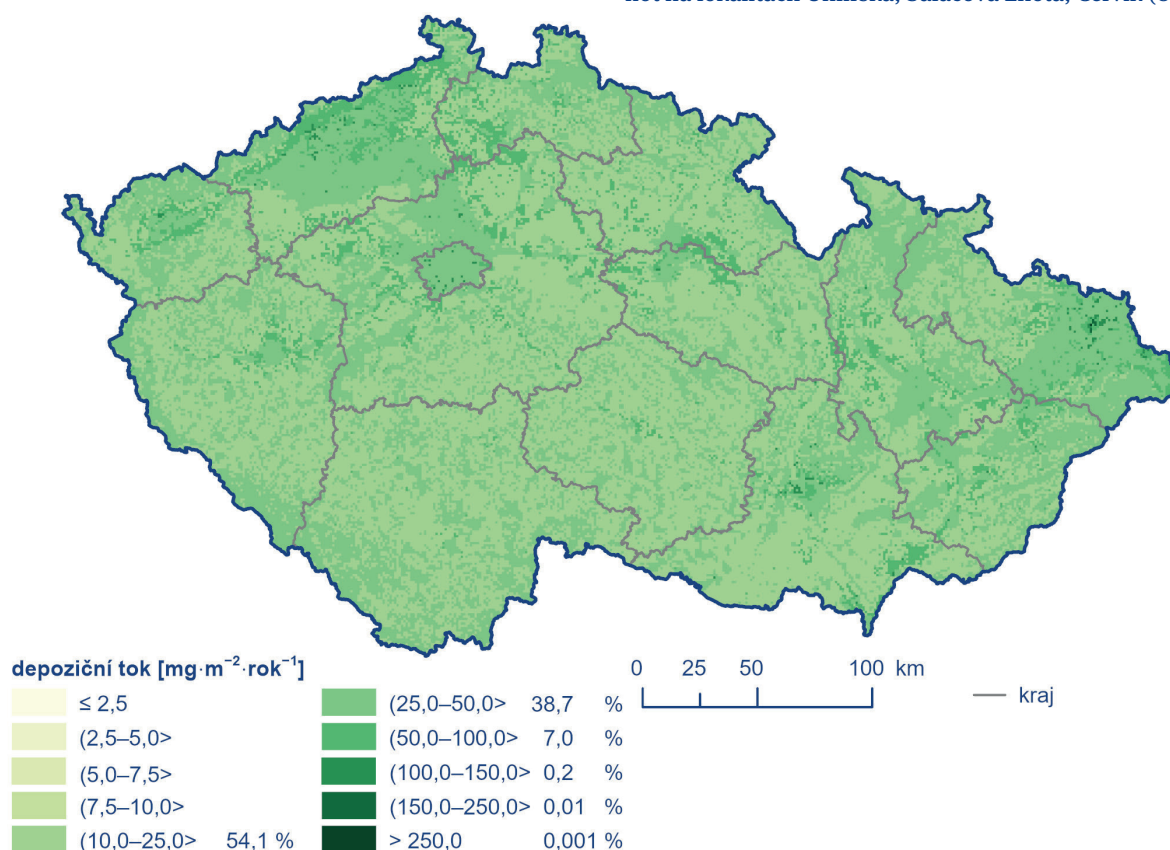 depoziční tok [mg·m⁻²·rok⁻¹]
≤ 2,5
(2,5–5,0>
(5,0–7,5>
(7,5–10,0>
(10,0–25,0> 54,1 %
(25,0–50,0> 38,7 %
(50,0–100,0> 7,0 %
(100,0–150,0> 0,2 %
(150,0–250,0> 0,01 %
> 250,0 0,001 %
0 25 50 100 km
kraj